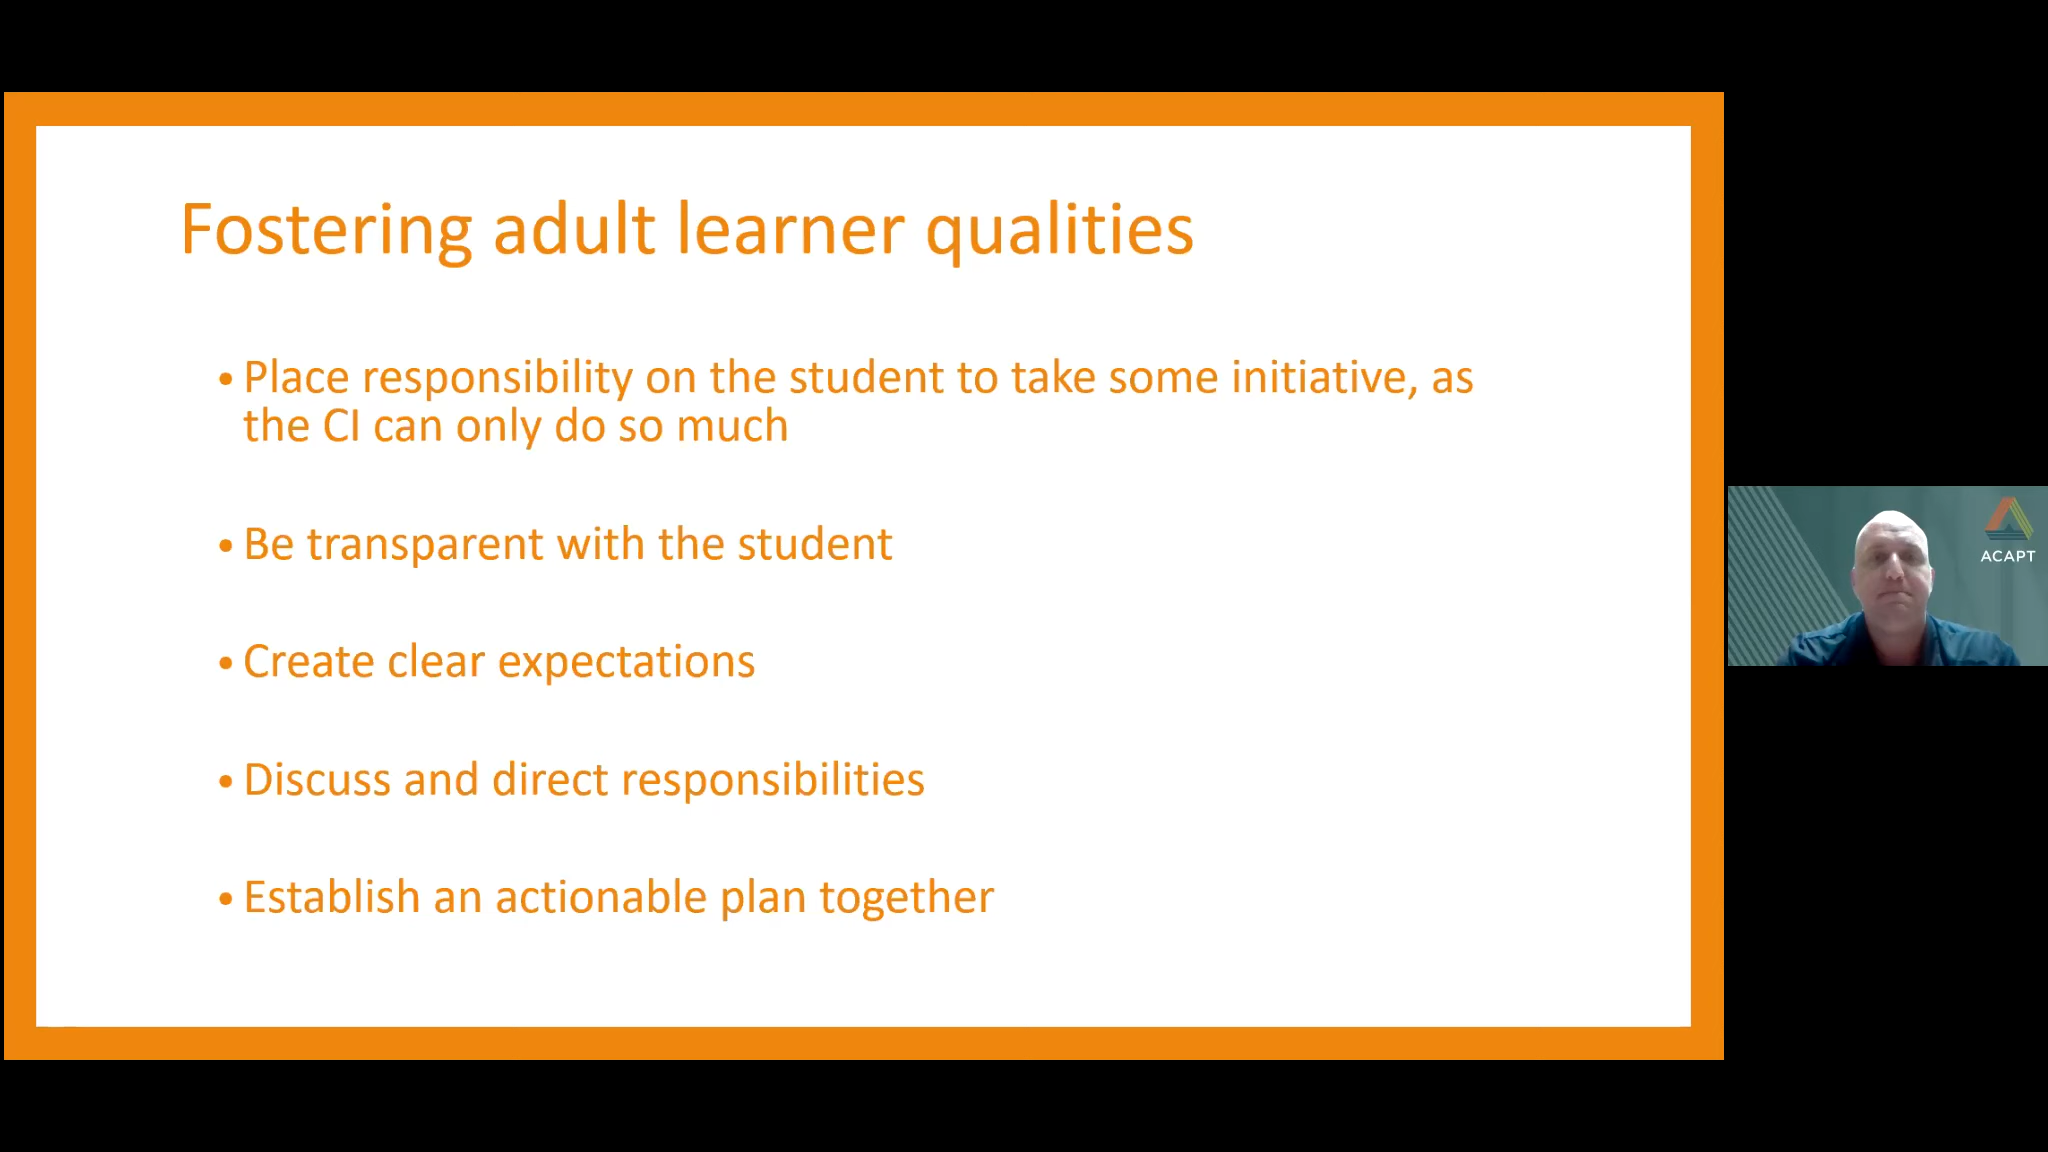 Fostering adult learner qualities
• Place responsibility on the student to take some initiative, as
the CI can only do so much
• Be transparent with the student
• Create clear expectations
• Discuss and direct responsibilities
• Establish an actionable plan together
ACAPT